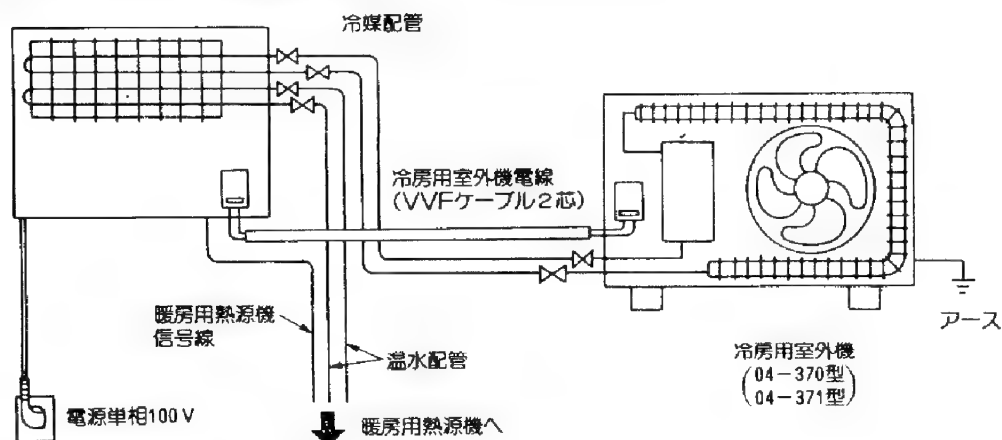 冷媒配管
冷房用室外機電線
(VVFケーブル2芯)
暖房用熱源機
信号線
温水配管
アース
冷房用室外機
(04-370型
04-371型)
電源単相100V
暖房用熱源機へ